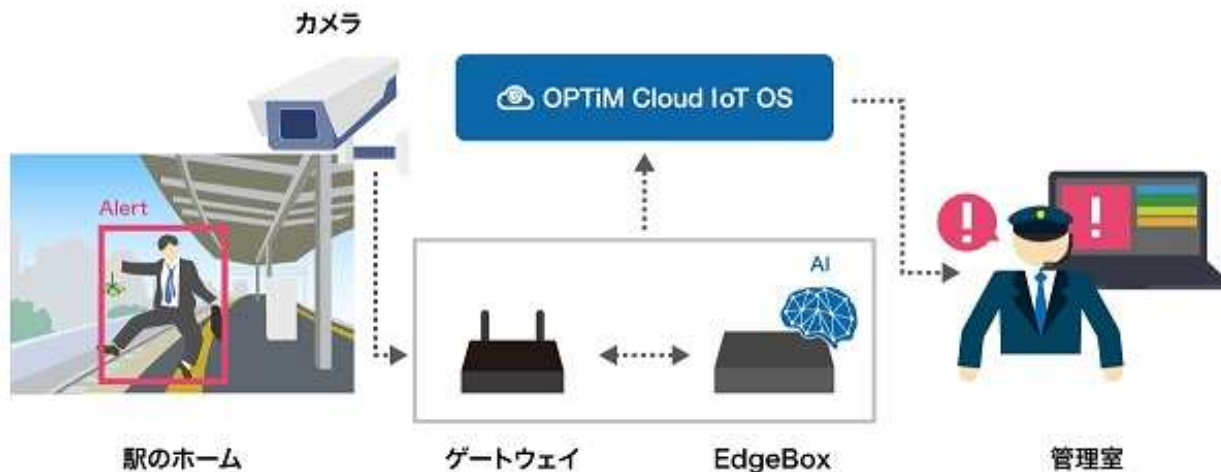 カメラ
OPTiM Cloud IoT OS
Alert
AI
駅のホーム
ゲートウェイ
EdgeBox
管理室